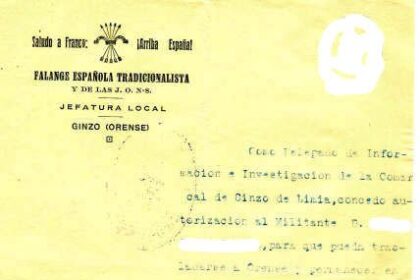 Saludo a Franco: ¡Arriba España!
FALANGE ESPAÑOLA TRADICIONALISTA
Y DE LAS J. O. N-S.
JEFATURA LOCAL
GINZO (ORENSE)
Como Delegado de Infor-
macion e Investigacion de la Comar
cal de Ginzo de Limia, concedo au-
torizacion al Militante D.
, para que pueda tras-
ladarse a Orense y permanecer en